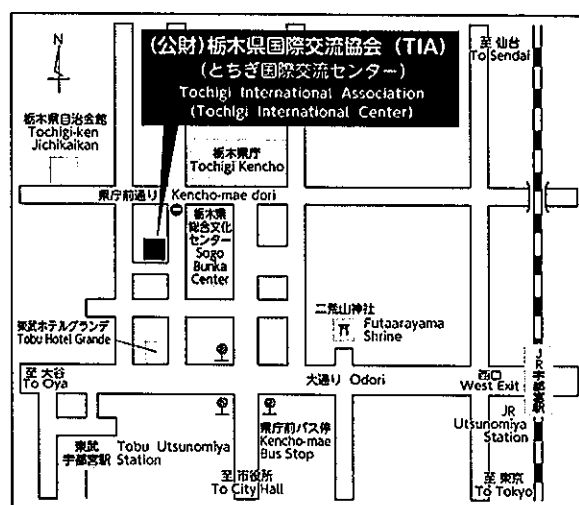 N
(公財)栃木県国際交流協会 (TIA)
(とちぎ国際交流センター)
Tochigi International Association
(Tochigi International Center)
至 仙台
To Sendai
栃木県自治会館
Tochigi-ken
Jichikaikan
栃木県庁
Tochigi Kencho
県庁前通り Kencho-mae dori
栃木県
総合文化
センター
Sogo
Bunka
Center
二荒山神社
Futaarayama
Shrine
東武ホテルグランデ
Tobu Hotel Grande
至 大谷
To Oya
大通り Odori
西口
West Exit
JR宇都宮駅
JR
Utsunomiya
Station
県庁前バス停
Kencho-mae
Bus Stop
東武 Tobu Utsunomiya
宇都宮駅 Station
至 市役所
To City Hall
至 東京
To Tokyo